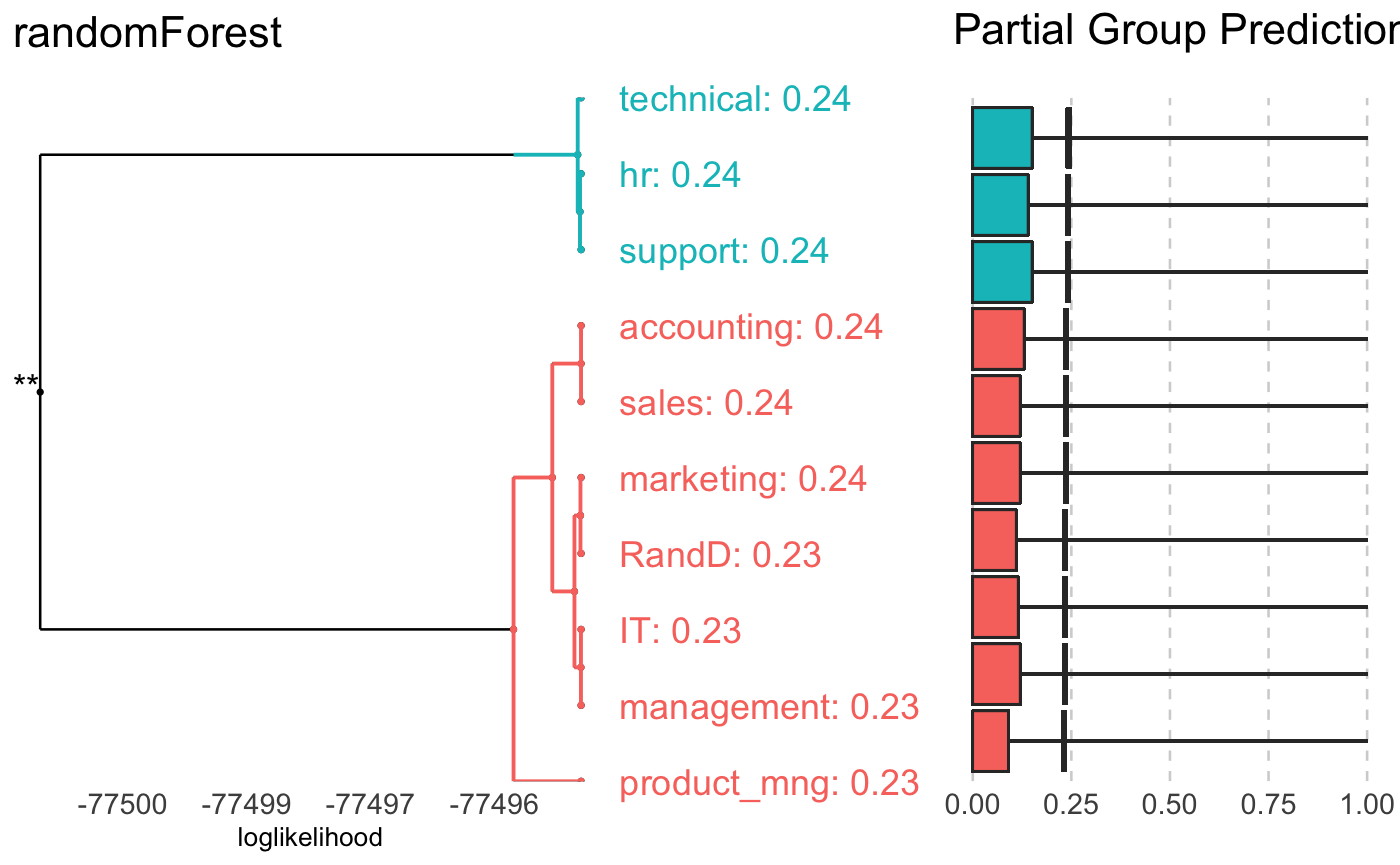 randomForest
Partial Group Prediction
technical: 0.24
hr: 0.24
support: 0.24
accounting: 0.24
sales: 0.24
**
marketing: 0.24
RandD: 0.23
IT: 0.23
management: 0.23
product_mng: 0.23
-77500 -77499 -77497 -77496
loglikelihood
0.00 0.25 0.50 0.75 1.00